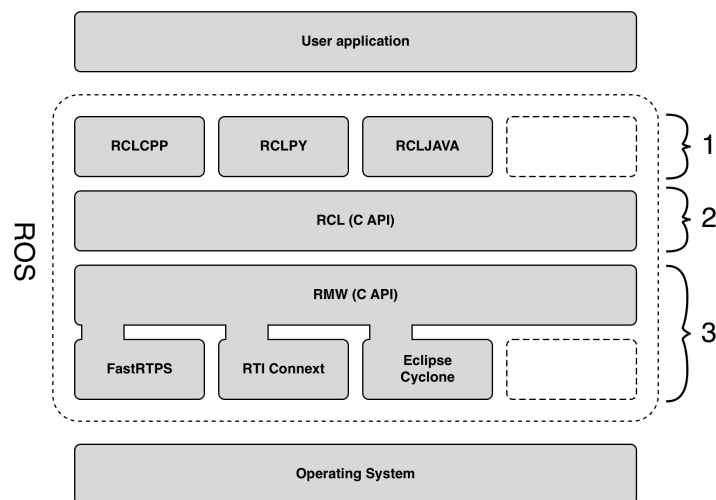 User application
RCLCPP
RCLPY
RCLJAVA
1
RCL (C API)
2
ROS
RMW (C API)
3
FastRTPS
RTI Connext
Eclipse
Cyclone
Operating System